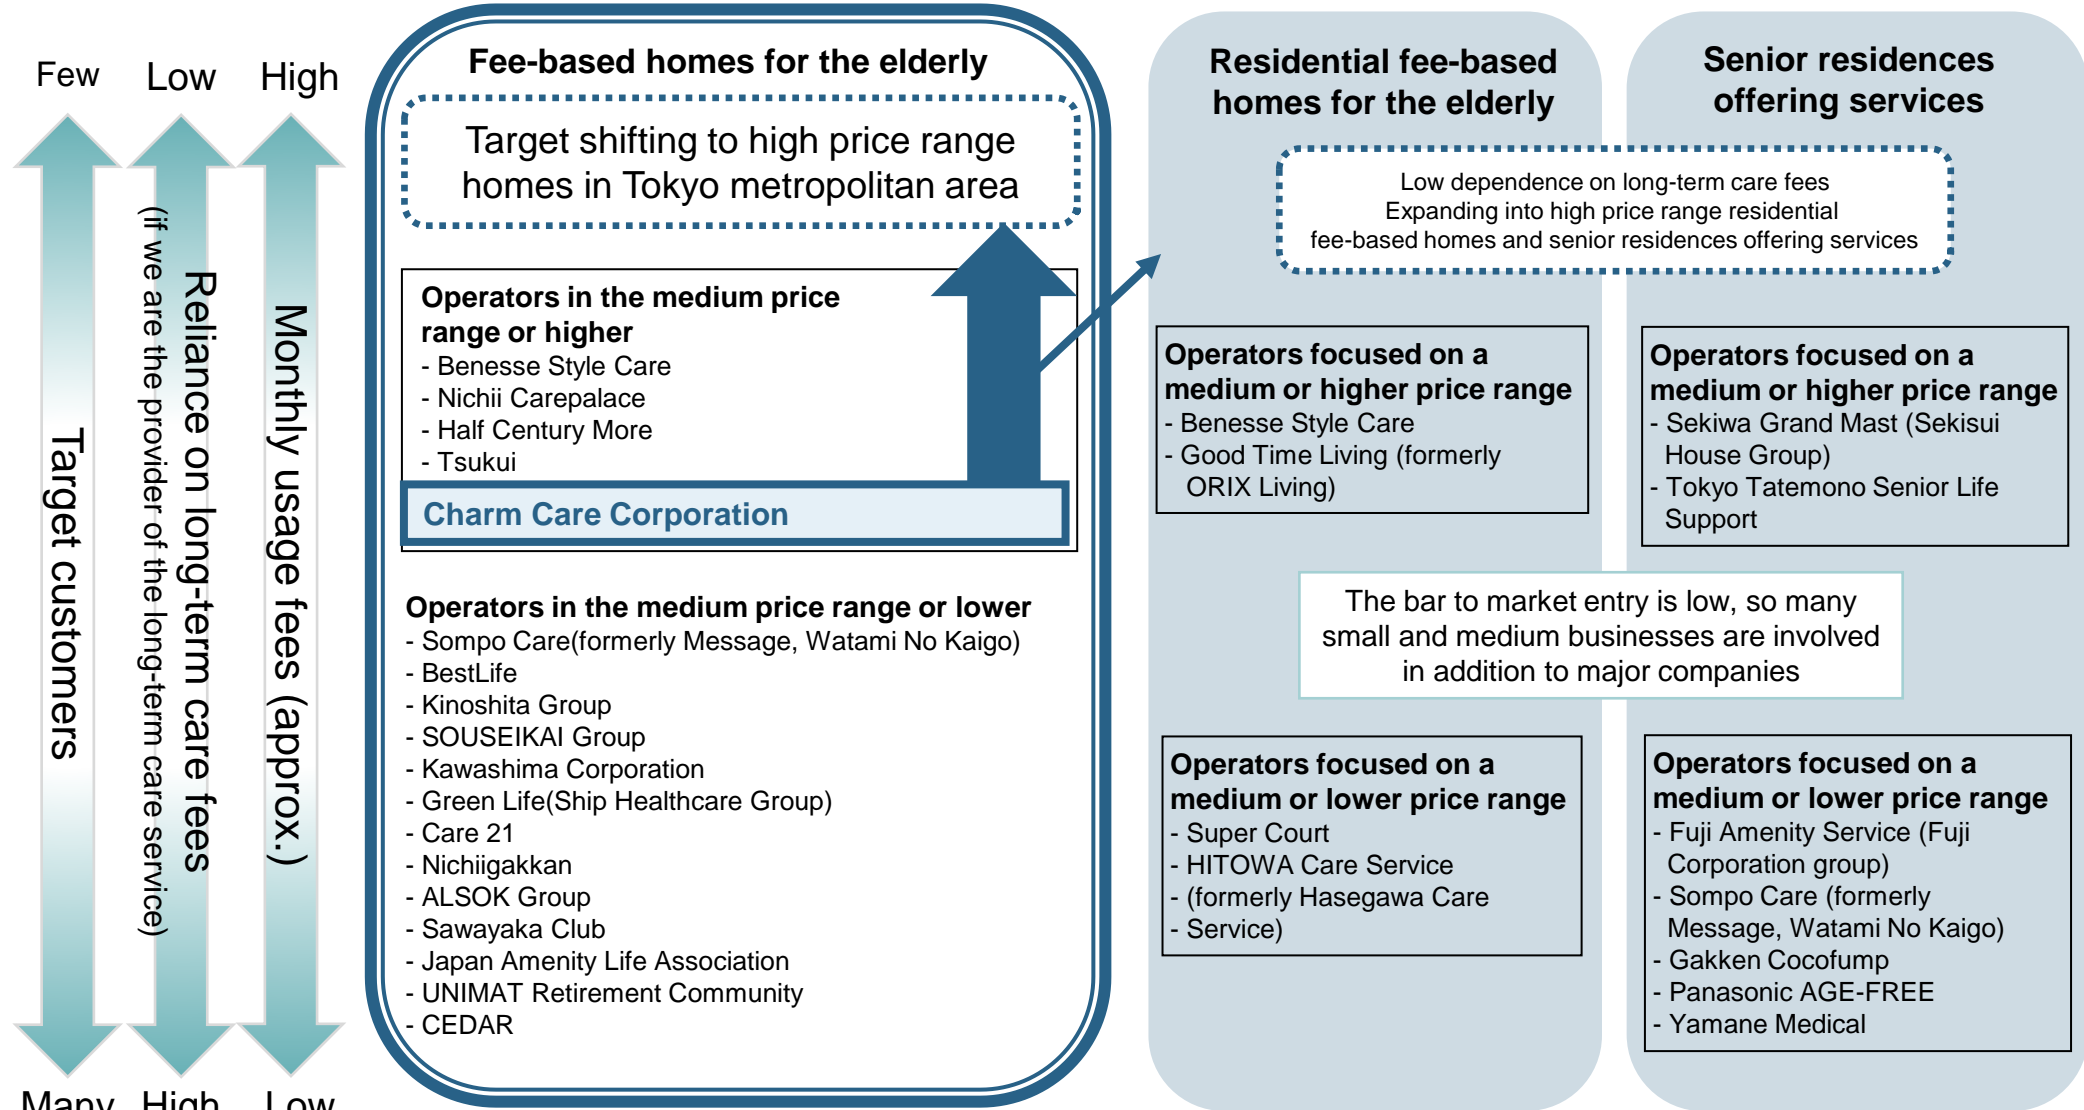 Few
Low
High
Target customers
Reliance on long-term care fees
(if we are the provider of the long-term care service)
Monthly usage fees (approx.)
Many
High
Low
Fee-based homes for the elderly
Target shifting to high price range
homes in Tokyo metropolitan area
Operators in the medium price
range or higher
- Benesse Style Care
- Nichii Carepalace
- Half Century More
- Tsukui
Charm Care Corporation
Operators in the medium price range or lower
- Sompo Care(formerly Message, Watami No Kaigo)
- BestLife
- Kinoshita Group
- SOUSEIKAI Group
- Kawashima Corporation
- Green Life(Ship Healthcare Group)
- Care 21
- Nichiigakkan
- ALSOK Group
- Sawayaka Club
- Japan Amenity Life Association
- UNIMAT Retirement Community
- CEDAR
Residential fee-based
homes for the elderly
Senior residences
offering services
Low dependence on long-term care fees
Expanding into high price range residential
fee-based homes and senior residences offering services
Operators focused on a
medium or higher price range
- Benesse Style Care
- Good Time Living (formerly
ORIX Living)
Operators focused on a
medium or higher price range
- Sekiwa Grand Mast (Sekisui
House Group)
- Tokyo Tatemono Senior Life
Support
The bar to market entry is low, so many
small and medium businesses are involved
in addition to major companies
Operators focused on a
medium or lower price range
- Super Court
- HITOWA Care Service
- (formerly Hasegawa Care
- Service)
Operators focused on a
medium or lower price range
- Fuji Amenity Service (Fuji
Corporation group)
- Sompo Care (formerly
Message, Watami No Kaigo)
- Gakken Cocofump
- Panasonic AGE-FREE
- Yamane Medical